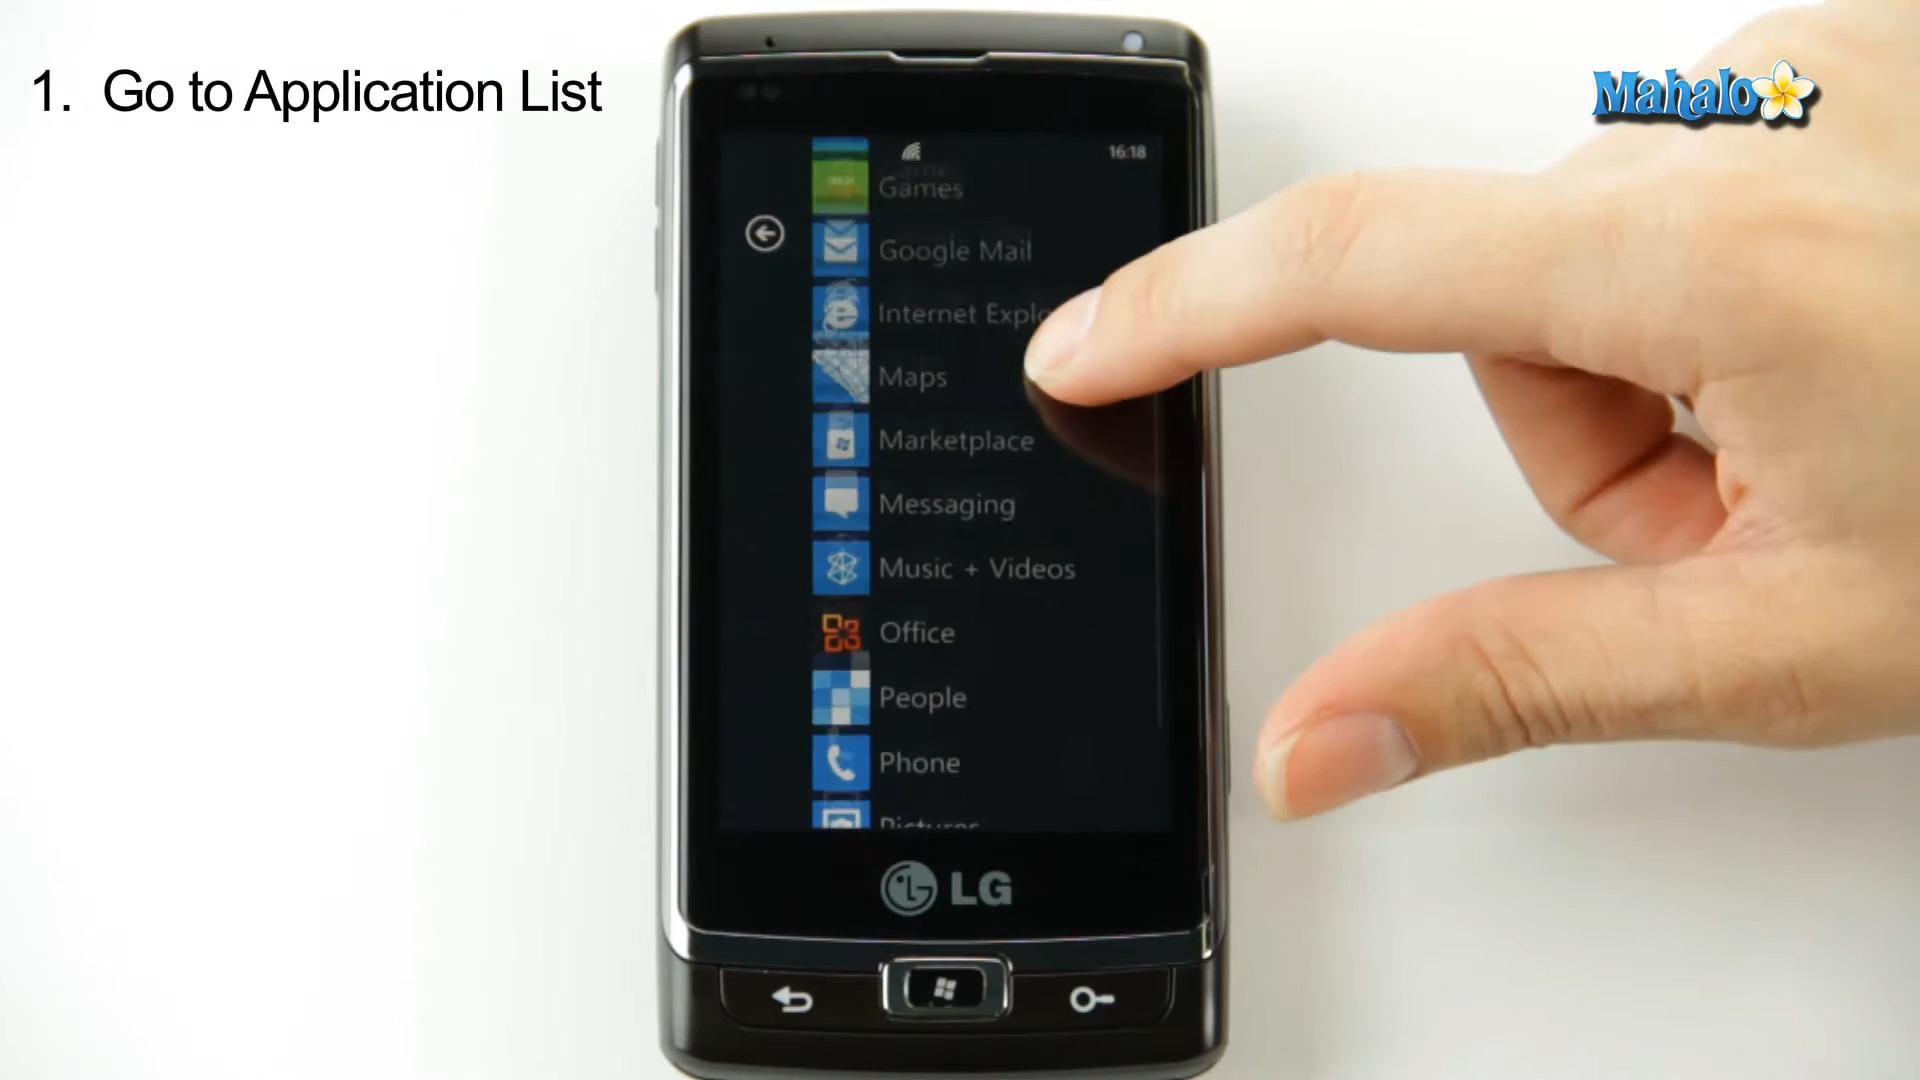 1. Go to Application List
Mahalo
16:18
Games
Google Mail
Internet Explo
Maps
Marketplace
Messaging
Music + Videos
Office
People
Phone
Pictures
LG